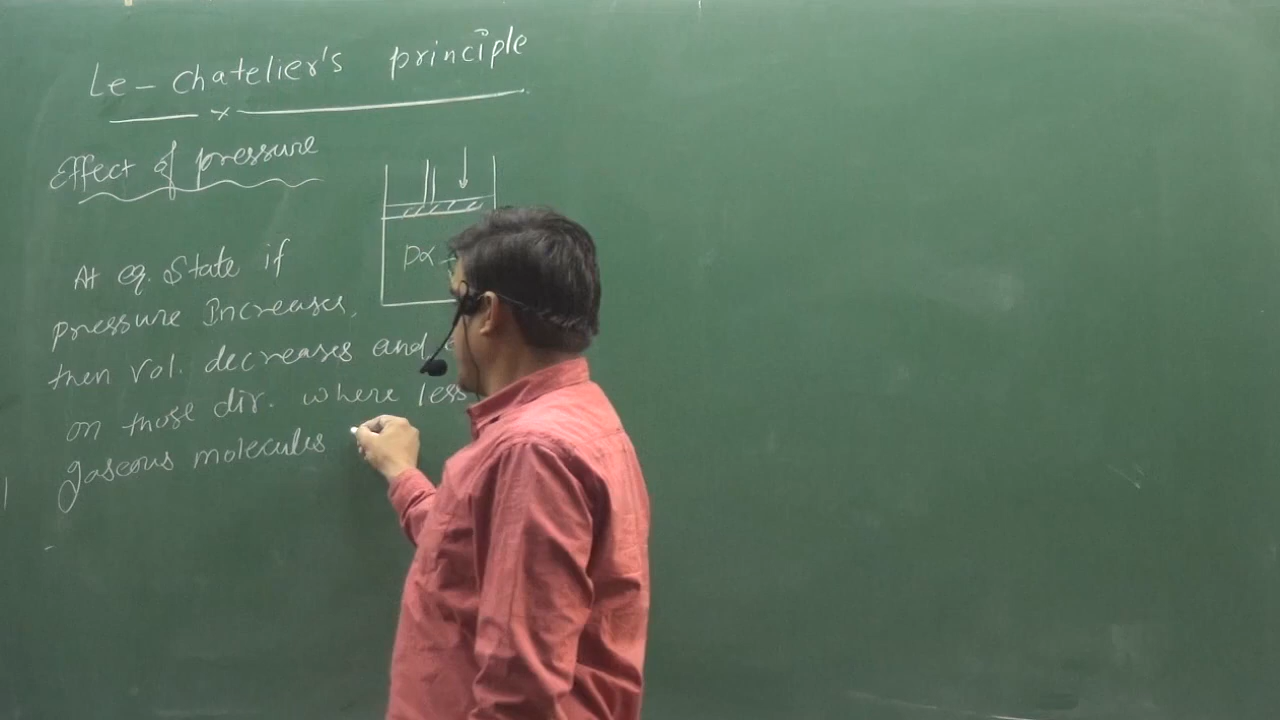 Le-chatelier's principle
Effect of pressure
Pα
At eq. State if
pressure Increases,
then vol. decreases and
on those dir. where less
gaseous molecules